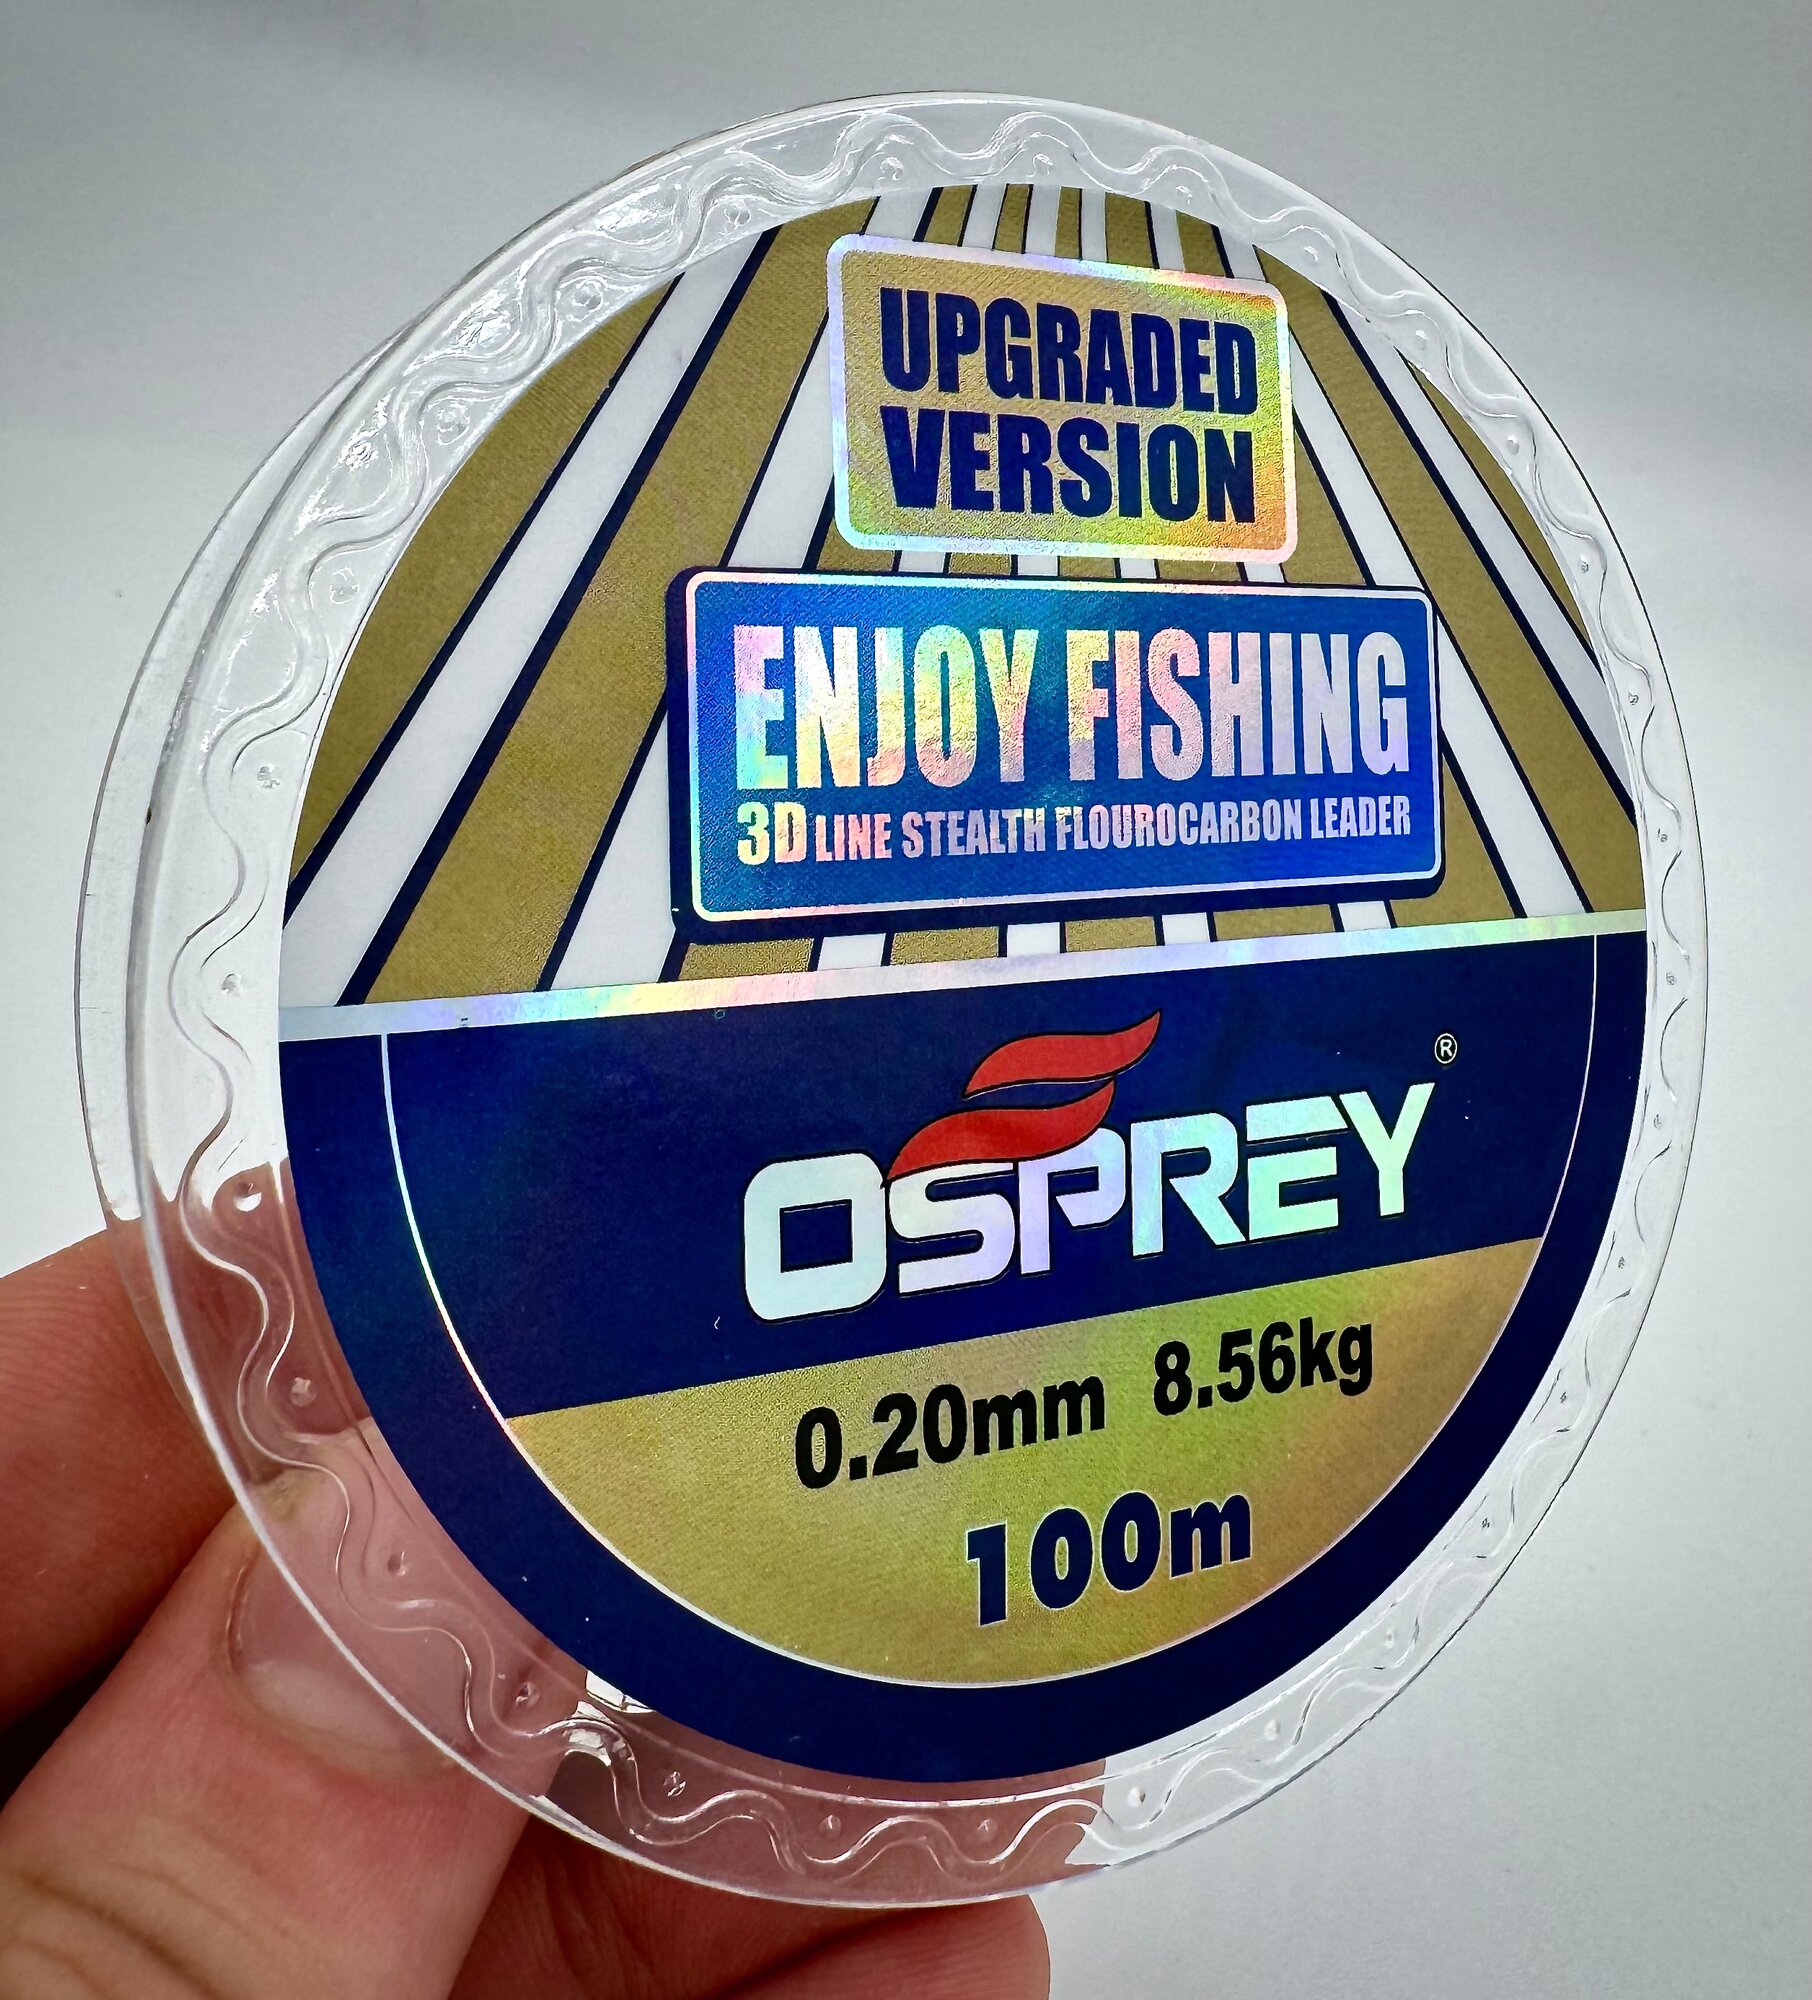 UPGRADED
VERSION
ENJOY FISHING
3D LINE STEALTH FLOUROCARBON LEADER
OSPREY®
0.20mm 8.56kg
100m